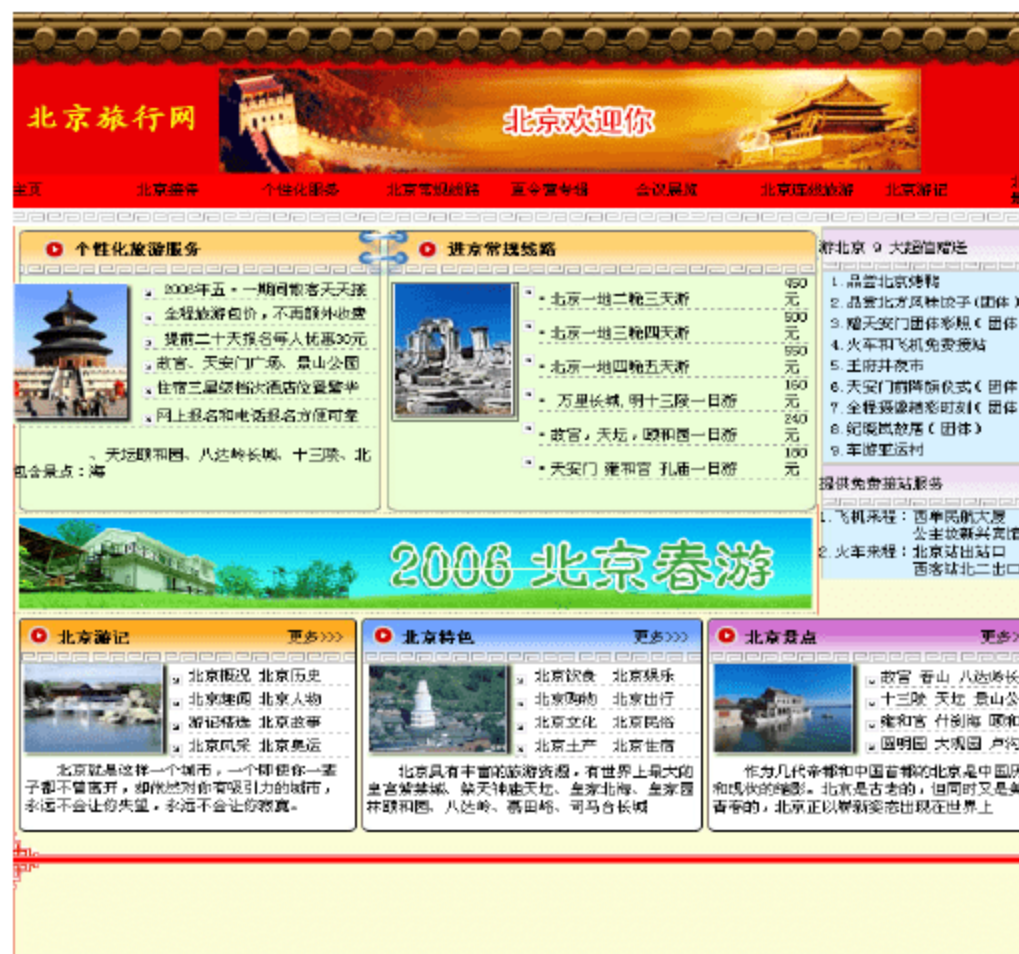 北京旅行网
北京欢迎你
主页 北京接待 个性化服务 北京常规线路 夏令营专辑 会议展览 北京连线旅游 北京游记
个性化旅游服务
2006年五·一期间散客天天接
全程旅游包价，不再额外收费
提前二十天报名每人优惠30元
故宫、天安门广场、景山公园
住宿三星级档次酒店位置繁华
网上报名和电话报名方便可靠
、天坛颐和园、八达岭长城、十三陵、北
包含景点：海
进京常规线路
北京一地二晚三天游 450元
北京一地三晚四天游 500元
北京一地四晚五天游 550元
万里长城,明十三陵一日游 160元
故宫，天坛，颐和园一日游 240元
天安门 雍和宫 孔庙一日游 180元
游北京 9 大超值赠送
1.品尝北京烤鸭
2.品尝北方风味饺子(团体)
3.赠天安门团体彩照(团体
4.火车和飞机免费接站
5.王府井夜市
6.天安门前降旗仪式(团体
7.全程摄像精彩时刻(团体
8.纪晓岚故居(团体)
9.车游亚运村
提供免费接站服务
1.飞机来程：西单民航大厦
公主坟新兴宾馆
2.火车来程：北京站出站口
西客站北二出口
2006 北京春游
北京游记 更多>>>
北京概况 北京历史
北京趣闻 北京人物
游记精选 北京故事
北京风采 北京奥运
北京就是这样一个城市，一个即使你一辈
子都不曾离开，却依然对你有吸引力的城市，
永远不会让你失望，永远不会让你寂寞。
北京特色 更多>>>
北京饮食 北京娱乐
北京购物 北京出行
北京文化 北京民俗
北京土产 北京住宿
北京具有丰富的旅游资源，有世界上最大的
皇宫紫禁城、祭天神庙天坛、皇家北海、皇家园
林颐和园、八达岭、慕田峪、司马台长城
北京景点 更多>
故宫 香山 八达岭长
十三陵 天坛 景山公
雍和宫 什刹海 颐和
圆明园 大观园 卢沟
作为几代帝都和中国首都的北京是中国历
和现代的缩影。北京是古老的，但同时又是美
青春的，北京正以崭新姿态出现在世界上